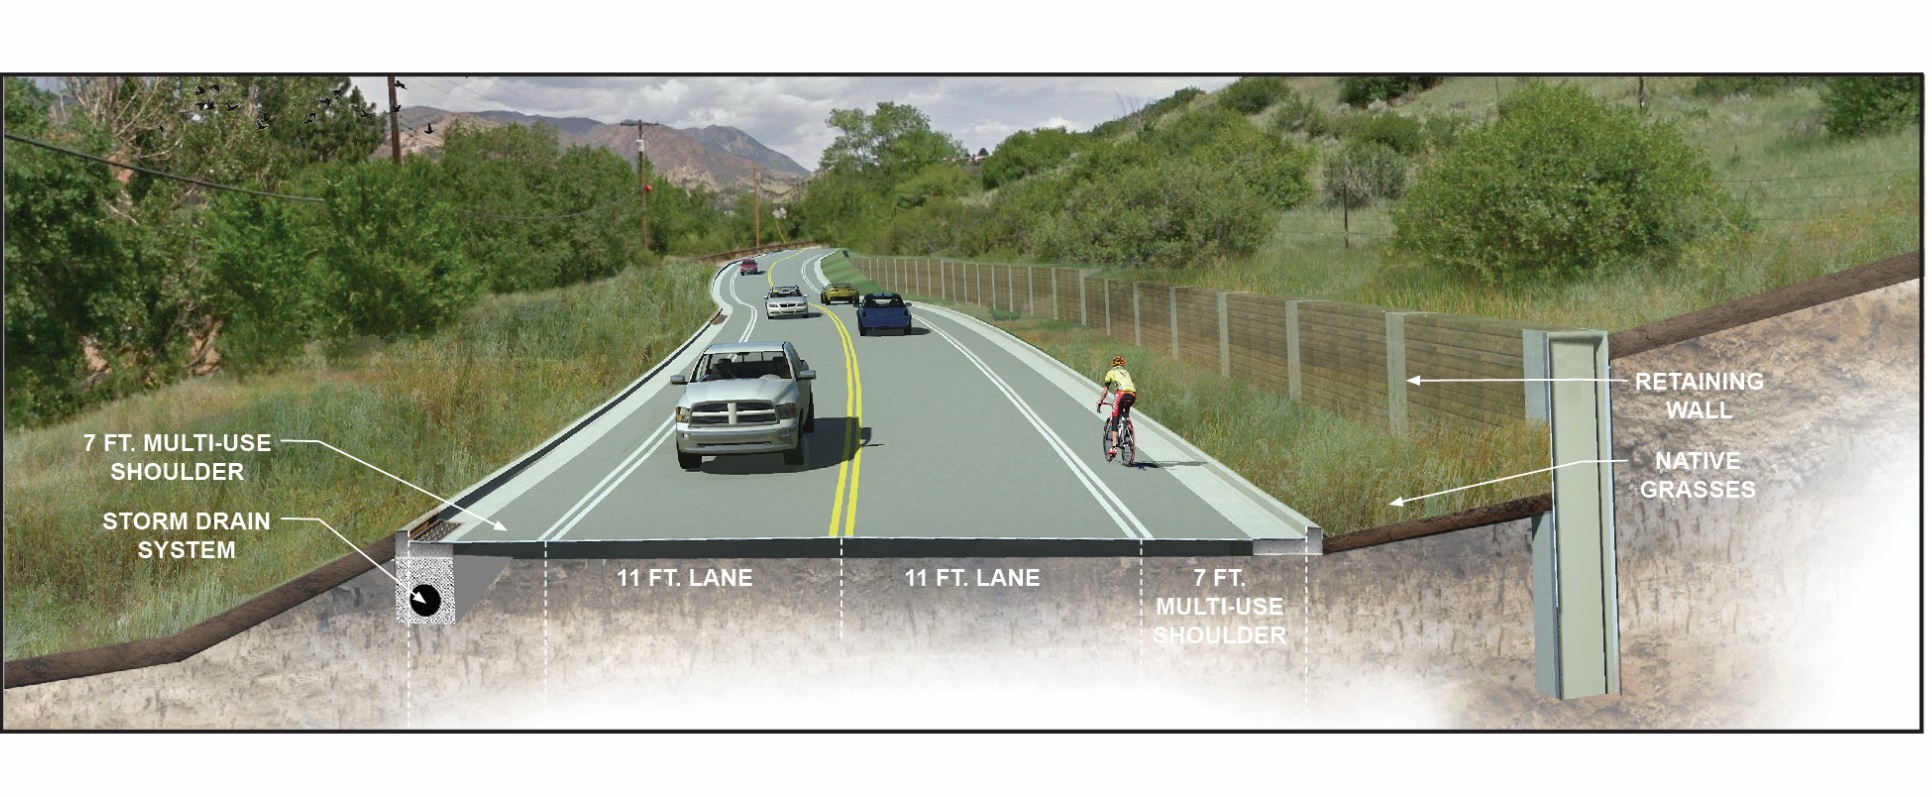 7 FT. MULTI-USE
SHOULDER
STORM DRAIN
SYSTEM
11 FT. LANE
11 FT. LANE
7 FT.
MULTI-USE
SHOULDER
RETAINING
WALL
NATIVE
GRASSES